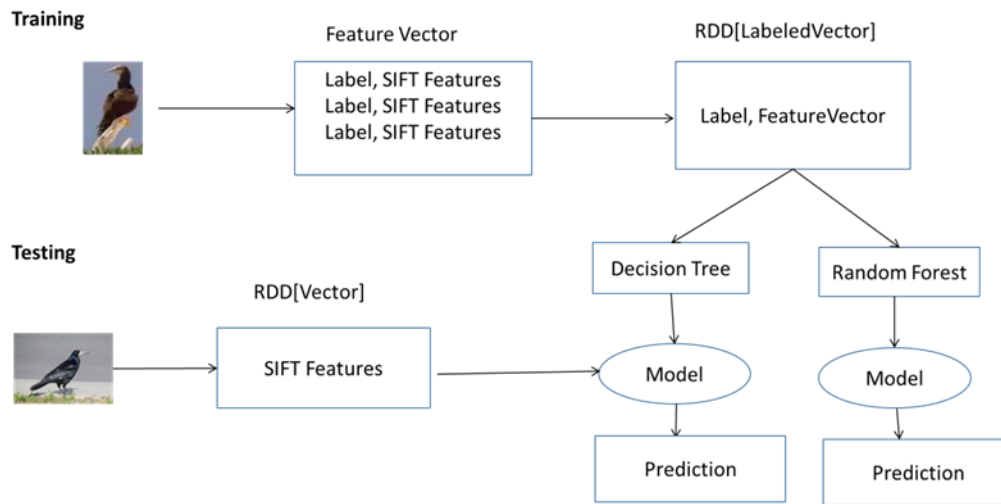 Training
Feature Vector
RDD[LabeledVector]
Label, SIFT Features
Label, SIFT Features
Label, SIFT Features
Label, FeatureVector
Testing
RDD[Vector]
Decision Tree
Random Forest
SIFT Features
Model
Model
Prediction
Prediction